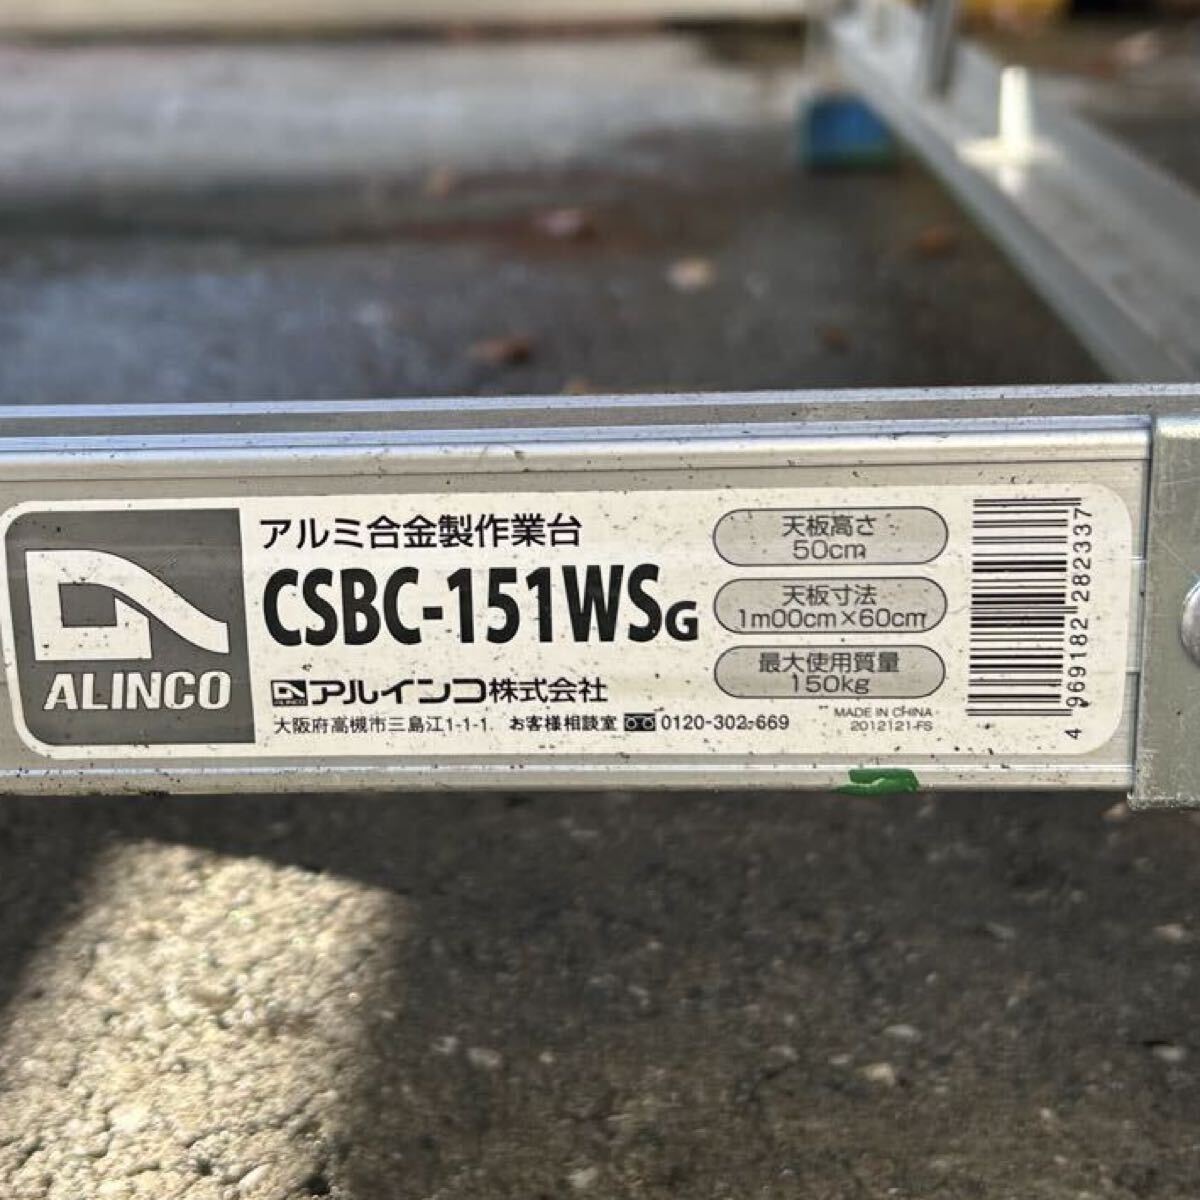 ALINCO
アルミ合金製作業台
CSBC-151WSG
ALINCO アルインコ株式会社
大阪府高槻市三島江1-1-1 お客様相談室 0120-302-669
天板高さ
50cm
天板寸法
1m00cm×60cm
最大使用質量
150kg
MADE IN CHINA
2012121-FS
4 969182 282337